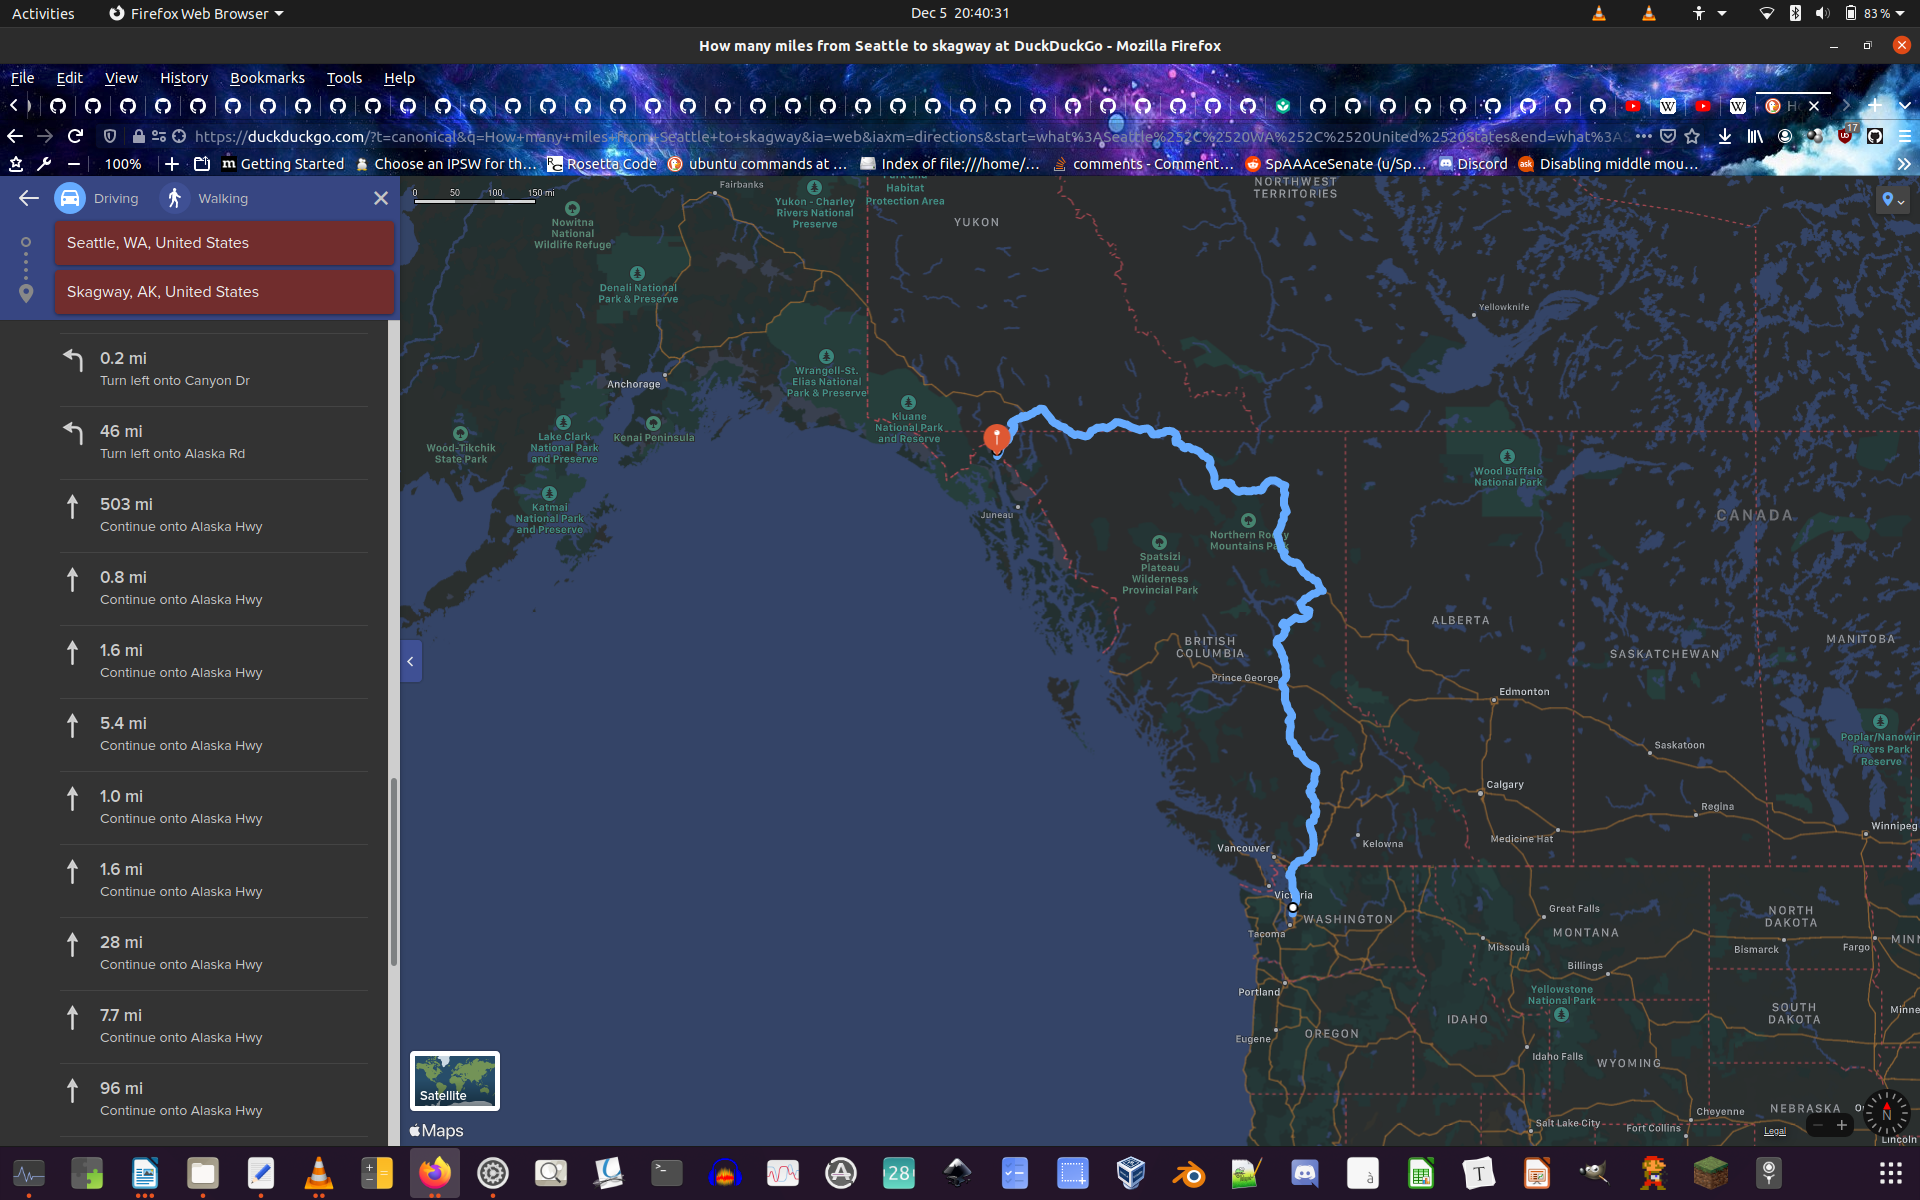 Activities
Firefox Web Browser
Dec 5 20:40:31
83 %
How many miles from Seattle to skagway at DuckDuckGo - Mozilla Firefox
File Edit View History Bookmarks Tools Help
https://duckduckgo.com/?t=canonical&q=How+many+miles+from+Seattle+to+skagway&ia=web&iaxm=directions&start=what%3ASeattle%252C%2520WA%252C%2520United%2520States&end=what%3AS
17
100%
Getting Started
Choose an IPSW for th…
Rosetta Code
ubuntu commands at …
Index of file:///home/…
comments - Comment…
SpAAAceSenate (u/Sp…
Discord
Disabling middle mou…
Driving
Walking
Seattle, WA, United States
Skagway, AK, United States
0.2 mi
Turn left onto Canyon Dr
46 mi
Turn left onto Alaska Rd
503 mi
Continue onto Alaska Hwy
0.8 mi
Continue onto Alaska Hwy
1.6 mi
Continue onto Alaska Hwy
5.4 mi
Continue onto Alaska Hwy
1.0 mi
Continue onto Alaska Hwy
1.6 mi
Continue onto Alaska Hwy
28 mi
Continue onto Alaska Hwy
7.7 mi
Continue onto Alaska Hwy
96 mi
Continue onto Alaska Hwy
0 50 100 150 mi
Fairbanks
Yukon - Charley
Rivers National
Preserve
Habitat
Protection Area
YUKON
NORTHWEST
TERRITORIES
Nowitna
National
Wildlife Refuge
Denali National
Park & Preserve
Yellowknife
Wrangell-St.
Elias National
Park & Preserve
Anchorage
Kluane
National Park
and Reserve
Wood-Tikchik
State Park
Lake Clark
National Park
and Preserve
Kenai Peninsula
Wood Buffalo
National Park
Katmai
National Park
and Preserve
Juneau
CANADA
Northern Rocky
Mountains Park
Spatsizi
Plateau
Wilderness
Provincial Park
ALBERTA
BRITISH
COLUMBIA
SASKATCHEWAN
MANITOBA
Prince George
Edmonton
Saskatoon
Poplar/Nanowin
Rivers Park
Reserve
Calgary
Regina
Medicine Hat
Winnipeg
Vancouver
Kelowna
Victoria
WASHINGTON
Tacoma
Great Falls
MONTANA
NORTH
DAKOTA
Missoula
Bismarck
Fargo
MINN
Billings
Portland
Yellowstone
National Park
SOUTH
DAKOTA
Minne
IDAHO
OREGON
Eugene
Idaho Falls
WYOMING
Cheyenne
NEBRASKA
Salt Lake City
Fort Collins
Lincoln
Legal
N
Satellite
Maps
28